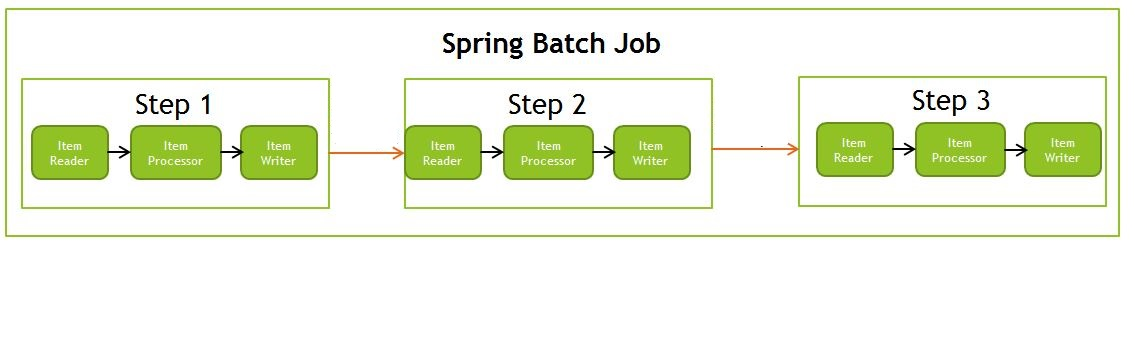 Spring Batch Job
Step 1
Item
Reader
Item
Processor
Item
Writer
Step 2
Item
Reader
Item
Processor
Item
Writer
Step 3
Item
Reader
Item
Processor
Item
Writer